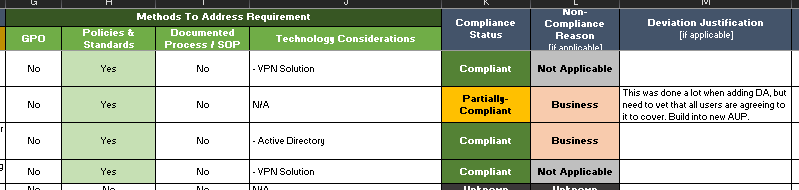 G H I J K L M
Methods To Address Requirement
Compliance Status
Non-Compliance Reason [if applicable]
Deviation Justification [if applicable]
GPO
Policies & Standards
Documented Process / SOP
Technology Considerations
No Yes No - VPN Solution Compliant Not Applicable
No Yes No N/A Partially-Compliant Business This was done a lot when adding DA, but need to vet that all users are agreeing to it to cover. Build into new AUP.
No Yes No - Active Directory Compliant Business
No Yes No - VPN Solution Compliant Not Applicable
No No No N/A Unknown Unknown